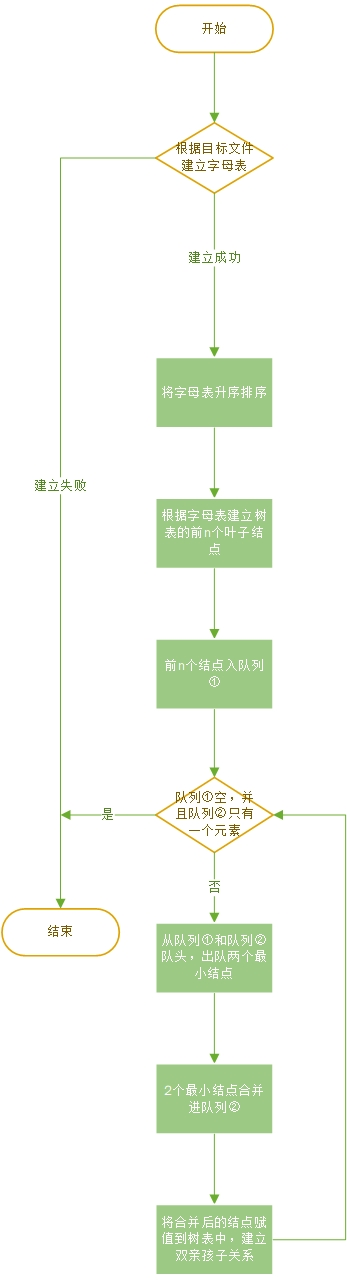 开始
根据目标文件
建立字母表
建立成功
将字母表升序排序
建立失败
根据字母表建立树
表的前n个叶子结
点
前n个结点入队列
①
队列①空，并
且队列②只有
一个元素
是
否
结束
从队列①和队列②
队头，出队两个最
小结点
2个最小结点合并
进队列②
将合并后的结点赋
值到树表中，建立
双亲孩子关系